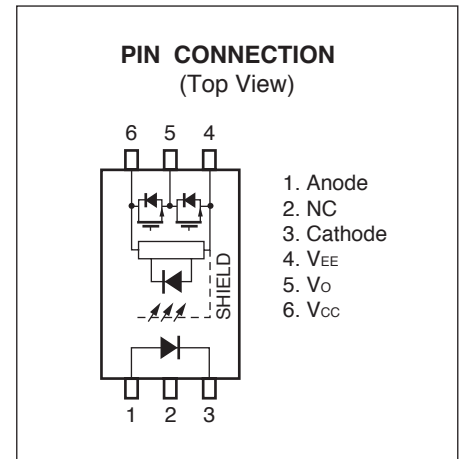 PIN CONNECTION
(Top View)
6 5 4
1. Anode
2. NC
3. Cathode
4. VEE
5. VO
6. VCC
SHIELD
1 2 3